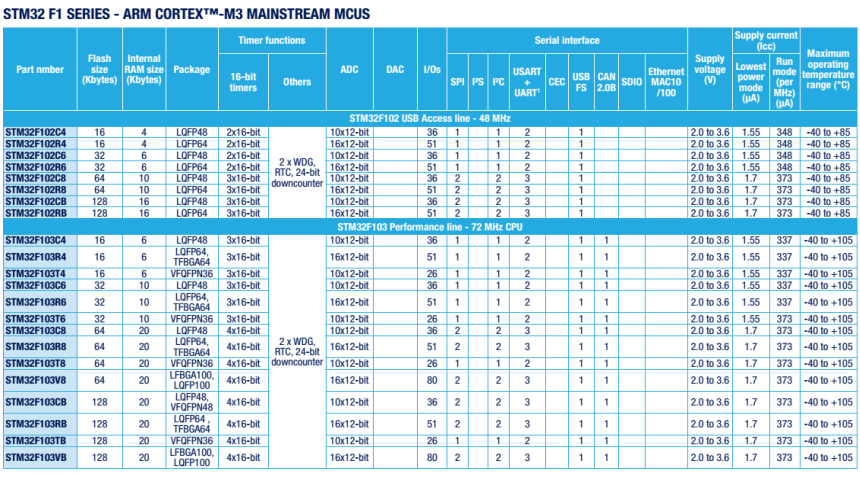 STM32 F1 SERIES - ARM CORTEX™-M3 MAINSTREAM MCUS
Part nmber Flash size (Kbytes) Internal RAM size (Kbytes) Package Timer functions 16-bit timers Others ADC DAC I/Os Serial interface SPI I²S I²C USART + UART¹ CEC USB FS CAN 2.0B SDIO Ethernet MAC10 /100 Supply voltage (V) Supply current (Icc) Lowest power mode (µA) Run mode (per MHz) (µA) Maximum operating temperature range (°C)
STM32F102 USB Access line - 48 MHz
STM32F102C4 16 4 LQFP48 2x16-bit 10x12-bit 36 1 1 2 1 2.0 to 3.6 1.55 348 -40 to +85
STM32F102R4 16 4 LQFP64 2x16-bit 16x12-bit 51 1 1 2 1 2.0 to 3.6 1.55 348 -40 to +85
STM32F102C6 32 6 LQFP48 2x16-bit 10x12-bit 36 1 1 2 1 2.0 to 3.6 1.55 348 -40 to +85
STM32F102R6 32 6 LQFP64 2x16-bit 16x12-bit 51 1 1 2 1 2.0 to 3.6 1.55 348 -40 to +85
STM32F102C8 64 10 LQFP48 3x16-bit 10x12-bit 36 2 2 3 1 2.0 to 3.6 1.7 373 -40 to +85
STM32F102R8 64 10 LQFP64 3x16-bit 16x12-bit 51 2 2 3 1 2.0 to 3.6 1.7 373 -40 to +85
STM32F102CB 128 16 LQFP48 3x16-bit 10x12-bit 36 2 2 3 1 2.0 to 3.6 1.7 373 -40 to +85
STM32F102RB 128 16 LQFP64 3x16-bit 16x12-bit 51 2 2 3 1 2.0 to 3.6 1.7 373 -40 to +85
2 x WDG,
RTC, 24-bit
downcounter
STM32F103 Performance line - 72 MHz CPU
STM32F103C4 16 6 LQFP48 3x16-bit 10x12-bit 36 1 1 2 1 1 2.0 to 3.6 1.55 337 -40 to +105
STM32F103R4 16 6 LQFP64, TFBGA64 3x16-bit 16x12-bit 51 1 1 2 1 1 2.0 to 3.6 1.55 337 -40 to +105
STM32F103T4 16 6 VFQFPN36 3x16-bit 10x12-bit 26 1 1 2 1 1 2.0 to 3.6 1.55 337 -40 to +105
STM32F103C6 32 10 LQFP48 3x16-bit 10x12-bit 36 1 1 2 1 1 2.0 to 3.6 1.55 337 -40 to +105
STM32F103R6 32 10 LQFP64, TFBGA64 3x16-bit 16x12-bit 51 1 1 2 1 1 2.0 to 3.6 1.55 337 -40 to +105
STM32F103T6 32 10 VFQFPN36 3x16-bit 10x12-bit 26 1 1 2 1 1 2.0 to 3.6 1.55 337 -40 to +105
STM32F103C8 64 20 LQFP48 4x16-bit 10x12-bit 36 2 2 3 1 1 2.0 to 3.6 1.7 373 -40 to +105
STM32F103R8 64 20 LQFP64, TFBGA64 4x16-bit 16x12-bit 51 2 2 3 1 1 2.0 to 3.6 1.7 373 -40 to +105
STM32F103T8 64 20 VFQFPN36 4x16-bit 10x12-bit 26 1 1 2 1 1 2.0 to 3.6 1.7 373 -40 to +105
STM32F103V8 64 20 LFBGA100, LQFP100 4x16-bit 16x12-bit 80 2 2 3 1 1 2.0 to 3.6 1.7 373 -40 to +105
STM32F103CB 128 20 LQFP48, VFQFPN48 4x16-bit 10x12-bit 36 2 2 3 1 1 2.0 to 3.6 1.7 373 -40 to +105
STM32F103RB 128 20 LQFP64 , TFBGA64 4x16-bit 16x12-bit 51 2 2 3 1 1 2.0 to 3.6 1.7 373 -40 to +105
STM32F103TB 128 20 VFQFPN36 4x16-bit 10x12-bit 26 1 1 2 1 1 2.0 to 3.6 1.7 373 -40 to +105
STM32F103VB 128 20 LFBGA100, LQFP100 4x16-bit 16x12-bit 80 2 2 3 1 1 2.0 to 3.6 1.7 373 -40 to +105
2 x WDG,
RTC, 24-bit
downcounter